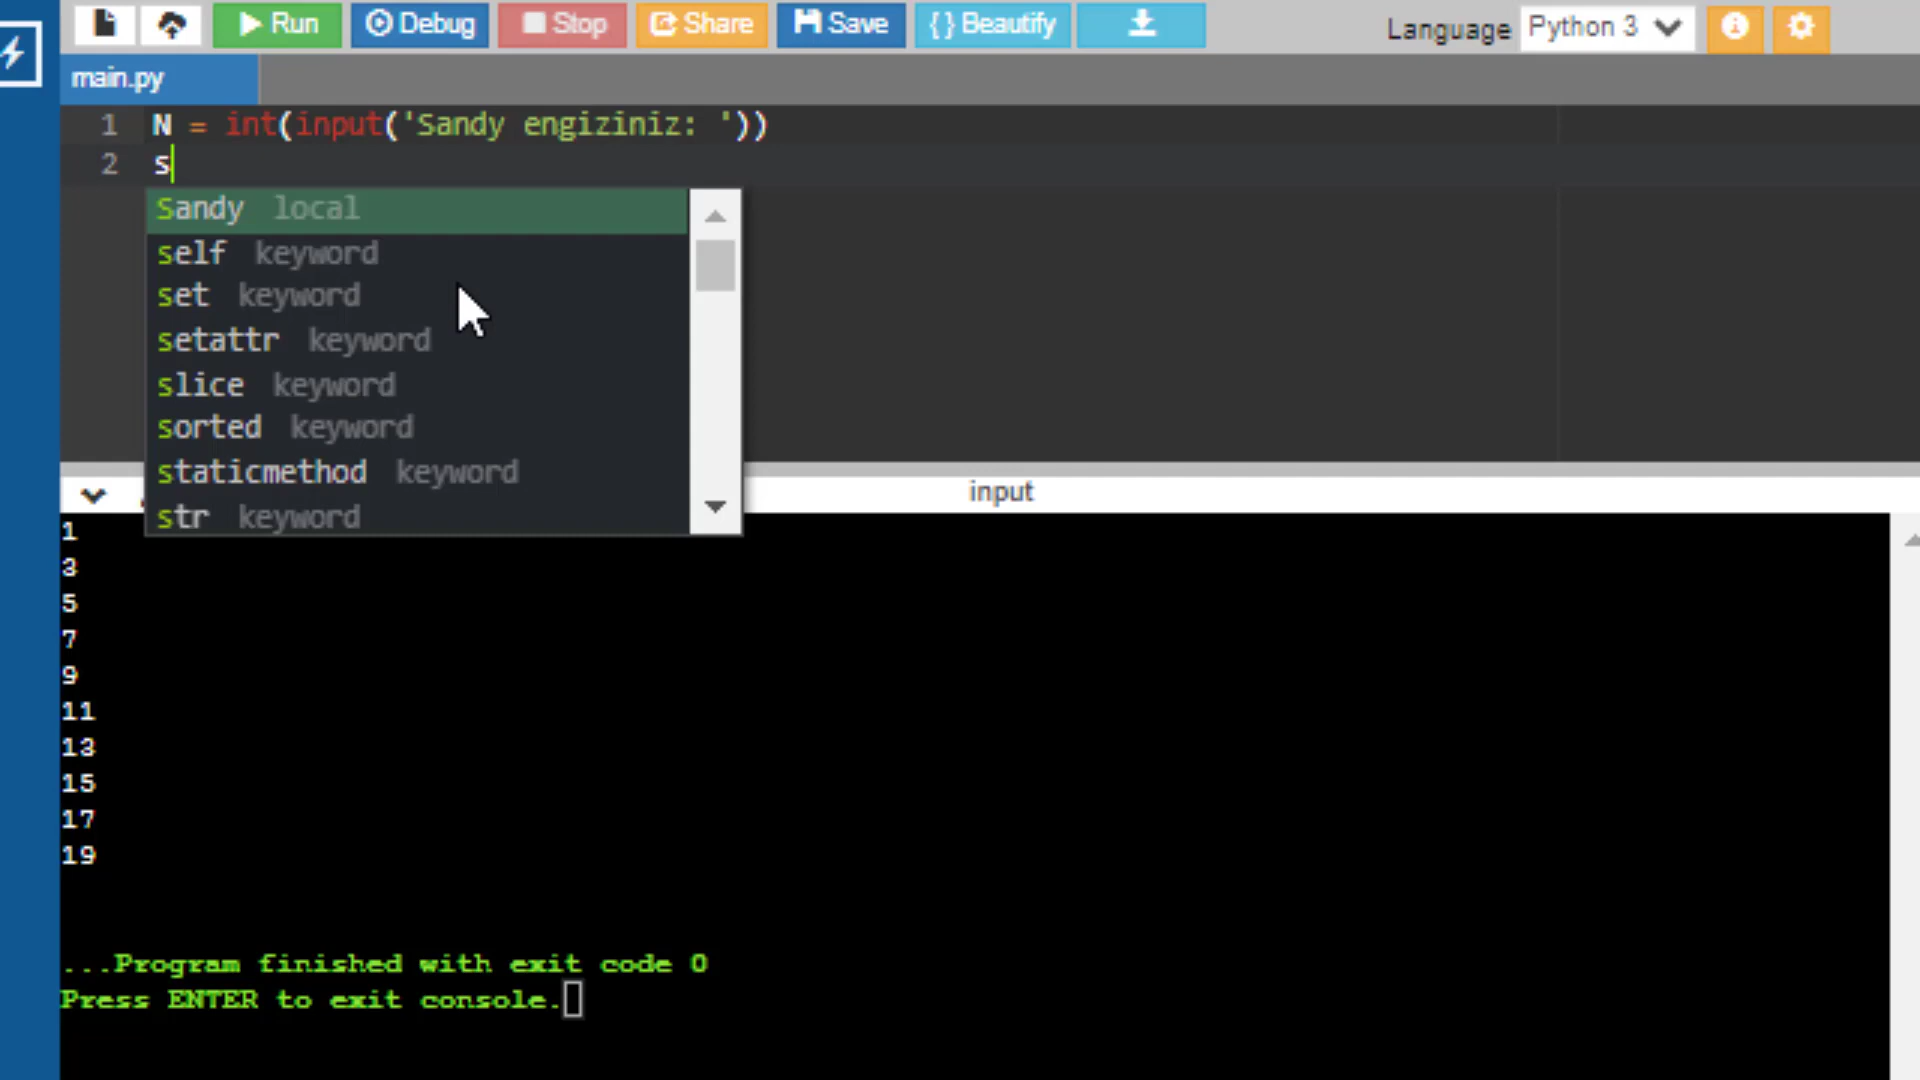 Run Debug Stop Share Save {} Beautify Language Python 3
main.py
1 N = int(input('Sandy engiziniz: '))
2 s
Sandy local
self keyword
set keyword
setattr keyword
slice keyword
sorted keyword
staticmethod keyword
str keyword
input
1
3
5
7
9
11
13
15
17
19
...Program finished with exit code 0
Press ENTER to exit console.